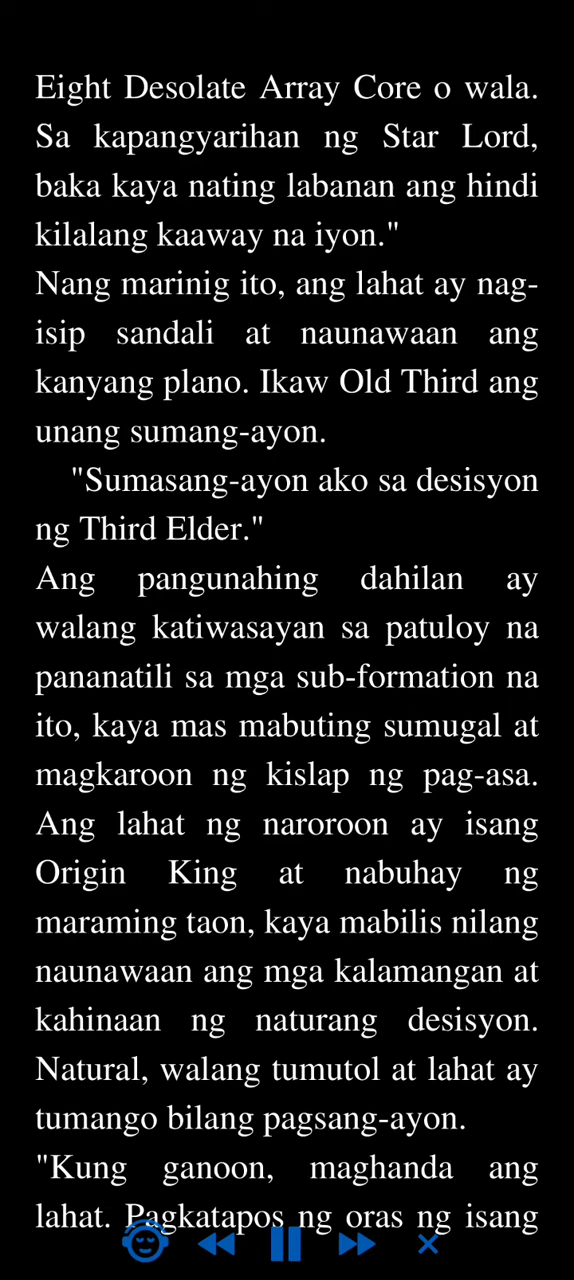 Eight Desolate Array Core o wala.
Sa kapangyarihan ng Star Lord,
baka kaya nating labanan ang hindi
kilalang kaaway na iyon."
Nang marinig ito, ang lahat ay nag-
isip sandali at naunawaan ang
kanyang plano. Ikaw Old Third ang
unang sumang-ayon.
"Sumasang-ayon ako sa desisyon
ng Third Elder."
Ang pangunahing dahilan ay
walang katiwasayan sa patuloy na
pananatili sa mga sub-formation na
ito, kaya mas mabuting sumugal at
magkaroon ng kislap ng pag-asa.
Ang lahat ng naroroon ay isang
Origin King at nabuhay ng
maraming taon, kaya mabilis nilang
naunawaan ang mga kalamangan at
kahinaan ng naturang desisyon.
Natural, walang tumutol at lahat ay
tumango bilang pagsang-ayon.
"Kung ganoon, maghanda ang
lahat. Pagkatapos ng oras ng isang